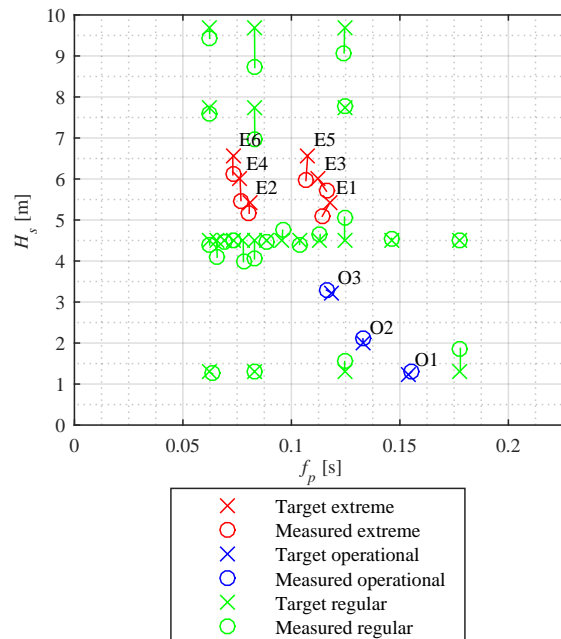 10
9
8
7
6
5
4
3
2
1
0
H_s [m]
E6
E5
E4
E3
E2
E1
O3
O2
O1
0
0.05
0.1
0.15
0.2
f_p [s]
Target extreme
Measured extreme
Target operational
Measured operational
Target regular
Measured regular